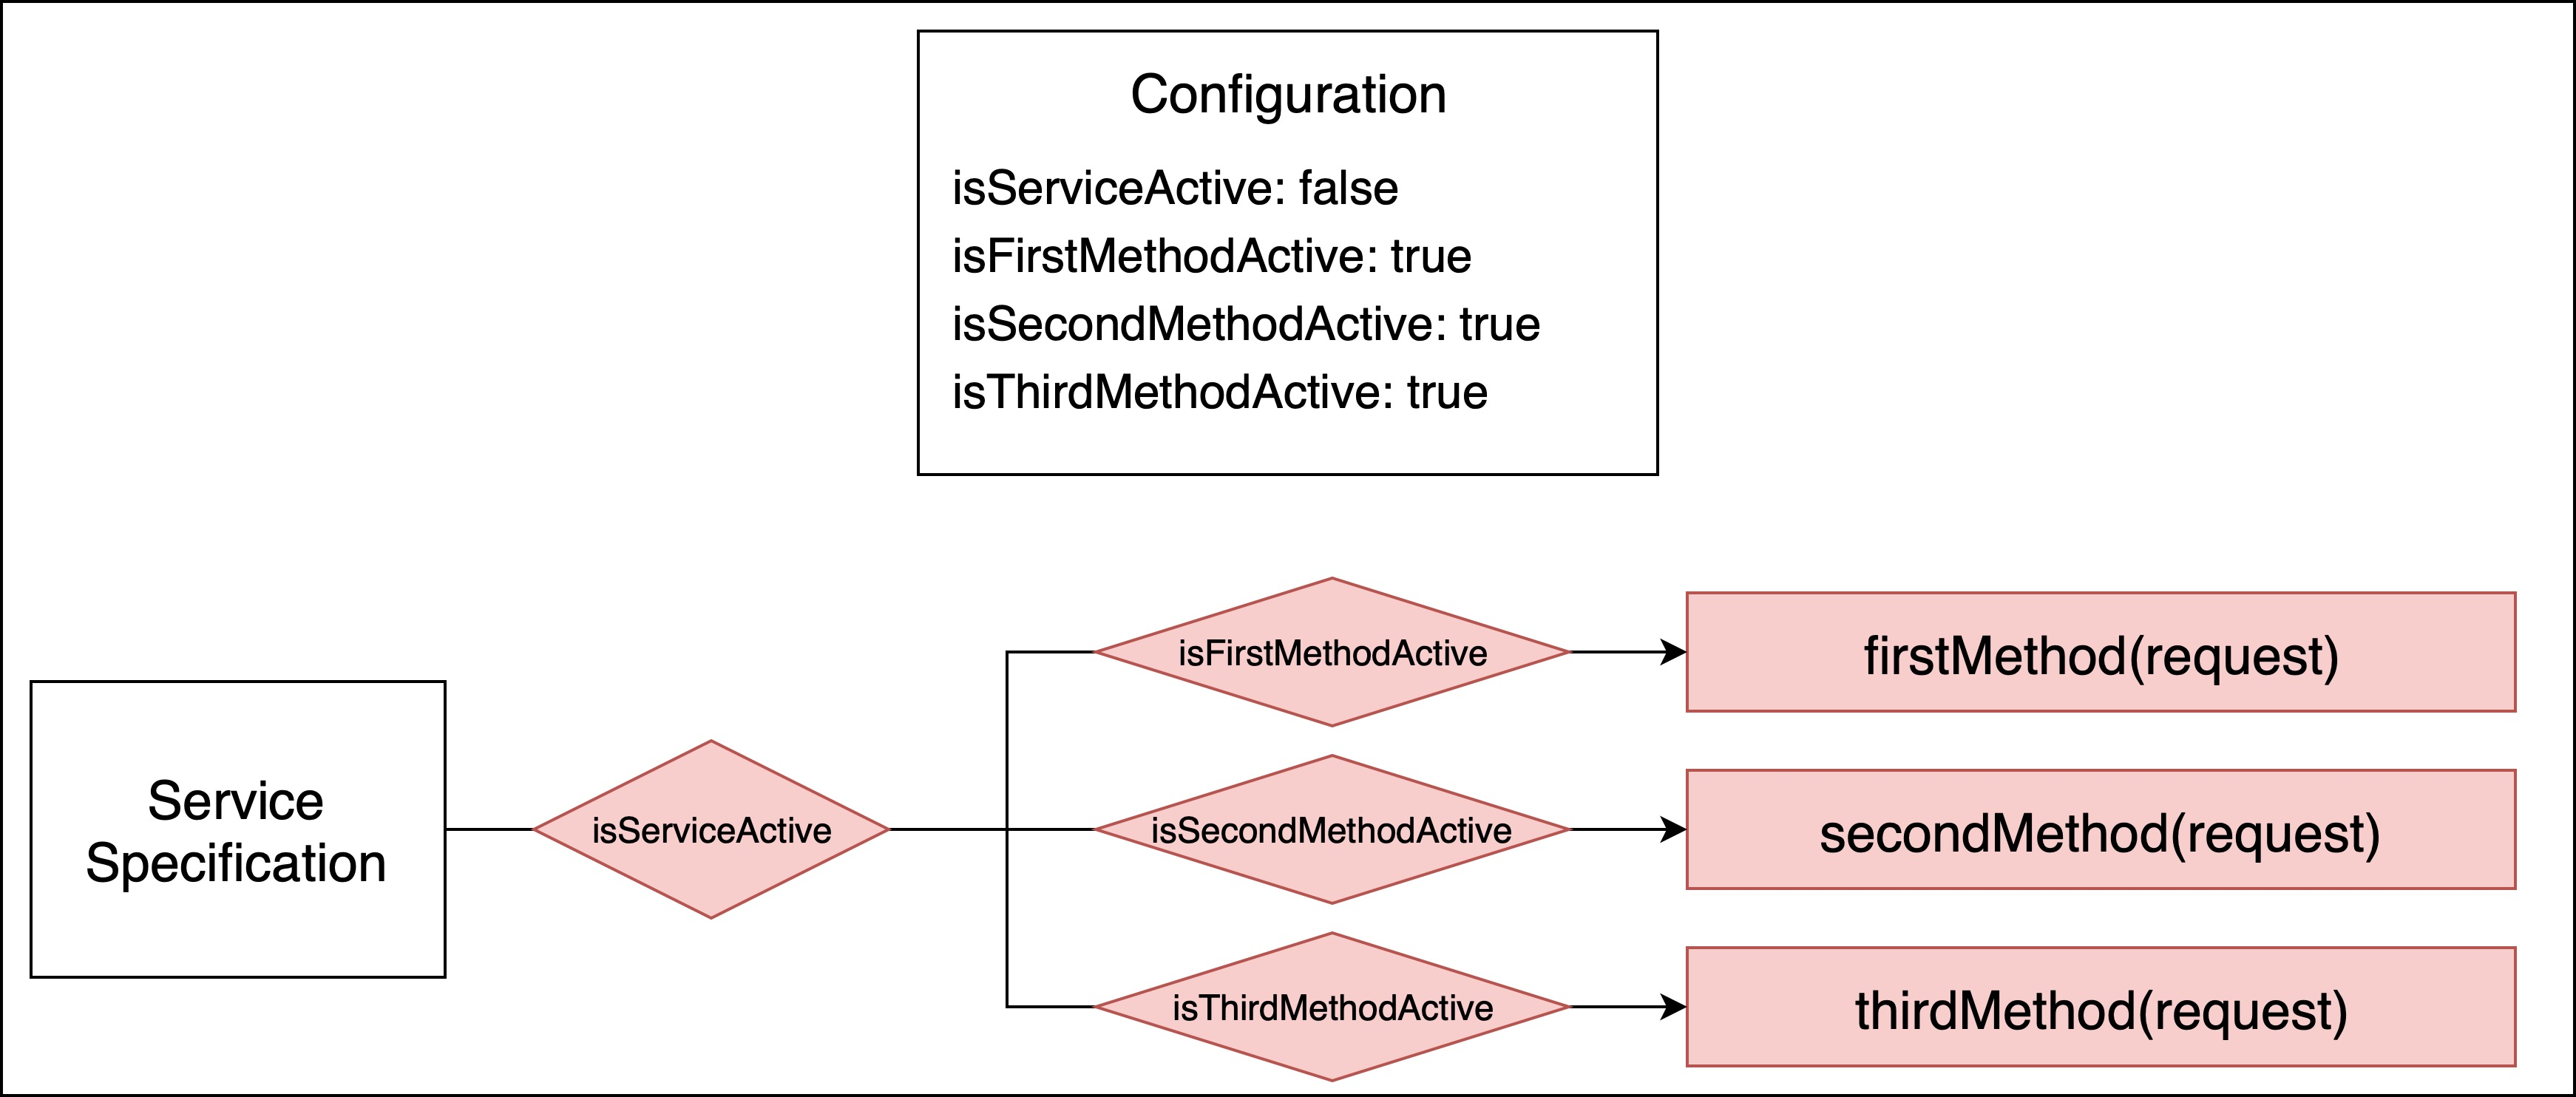 Configuration
isServiceActive: false
isFirstMethodActive: true
isSecondMethodActive: true
isThirdMethodActive: true
Service
Specification
isServiceActive
isFirstMethodActive
firstMethod(request)
isSecondMethodActive
secondMethod(request)
isThirdMethodActive
thirdMethod(request)